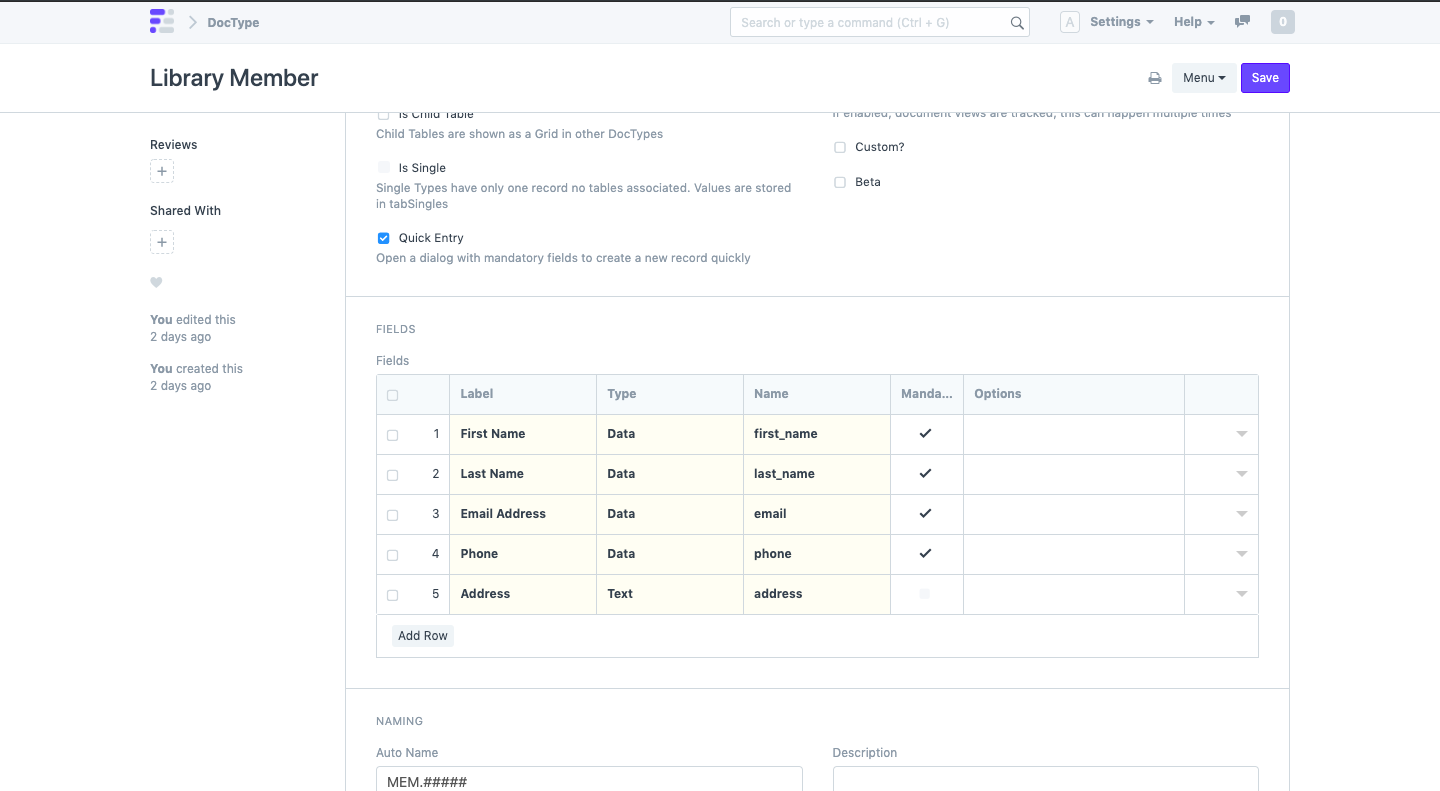 DocType
Search or type a command (Ctrl + G)
A
Settings
Help
0
Library Member
Menu
Save
Reviews
+
Shared With
+
You edited this
2 days ago
You created this
2 days ago
Is Child Table
Child Tables are shown as a Grid in other DocTypes
Is Single
Single Types have only one record no tables associated. Values are stored
in tabSingles
Quick Entry
Open a dialog with mandatory fields to create a new record quickly
If enabled, document views are tracked, this can happen multiple times
Custom?
Beta
FIELDS
Fields
Label Type Name Manda... Options
1 First Name Data first_name
2 Last Name Data last_name
3 Email Address Data email
4 Phone Data phone
5 Address Text address
Add Row
NAMING
Auto Name
MEM.#####
Description